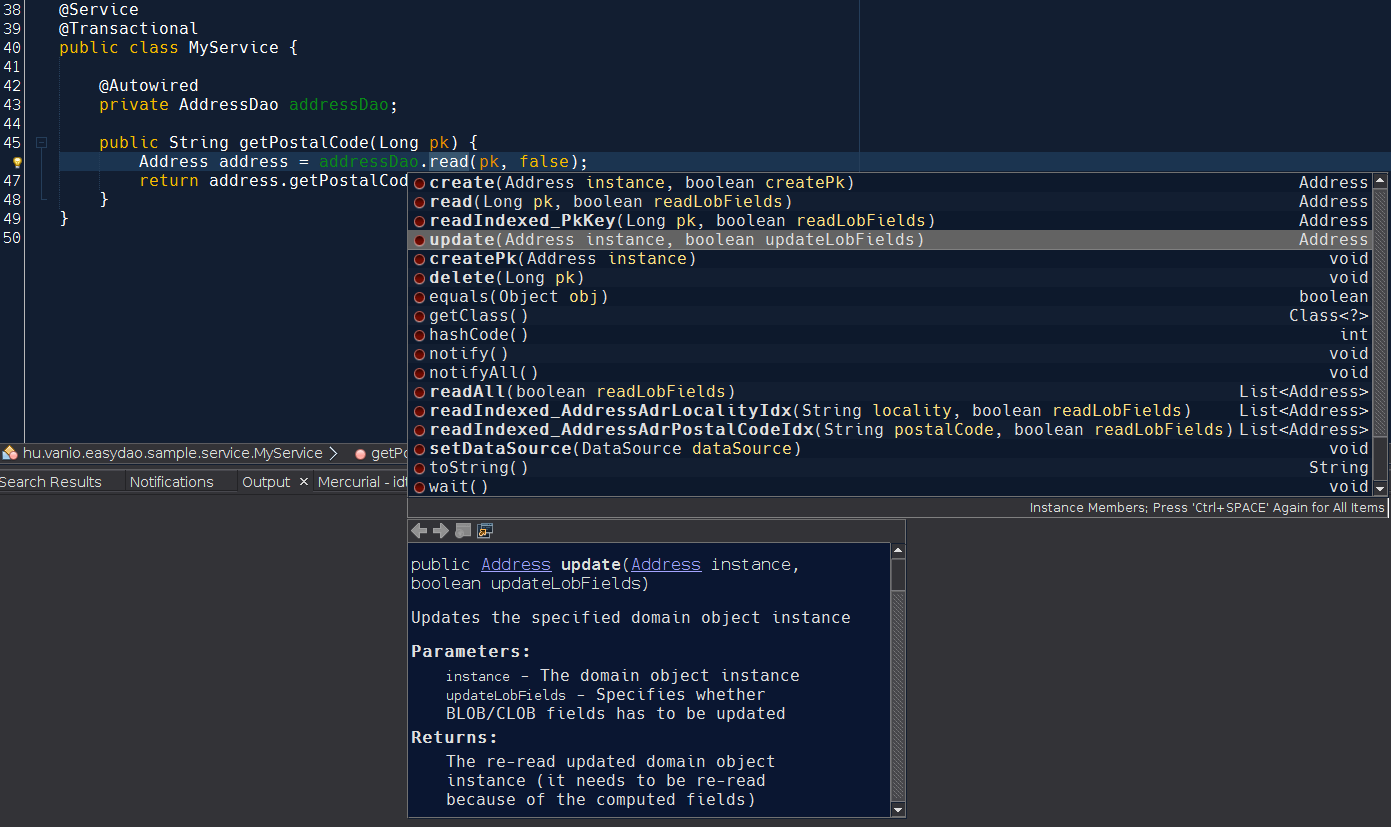 38 @Service
39 @Transactional
40 public class MyService {
41
42 @Autowired
43 private AddressDao addressDao;
44
45 public String getPostalCode(Long pk) {
Address address = addressDao.read(pk, false);
47 return address.getPostalCod
48 }
49 }
50
create(Address instance, boolean createPk) Address
read(Long pk, boolean readLobFields) Address
readIndexed_PkKey(Long pk, boolean readLobFields) Address
update(Address instance, boolean updateLobFields) Address
createPk(Address instance) void
delete(Long pk) void
equals(Object obj) boolean
getClass() Class<?>
hashCode() int
notify() void
notifyAll() void
readAll(boolean readLobFields) List<Address>
readIndexed_AddressAdrLocalityIdx(String locality, boolean readLobFields) List<Address>
readIndexed_AddressAdrPostalCodeIdx(String postalCode, boolean readLobFields) List<Address>
setDataSource(DataSource dataSource) void
toString() String
wait() void
Instance Members; Press 'Ctrl+SPACE' Again for All Items
hu.vanio.easydao.sample.service.MyService > getPo
Search Results Notifications Output × Mercurial - idt
public Address update(Address instance,
boolean updateLobFields)
Updates the specified domain object instance
Parameters:
instance - The domain object instance
updateLobFields - Specifies whether
BLOB/CLOB fields has to be updated
Returns:
The re-read updated domain object
instance (it needs to be re-read
because of the computed fields)